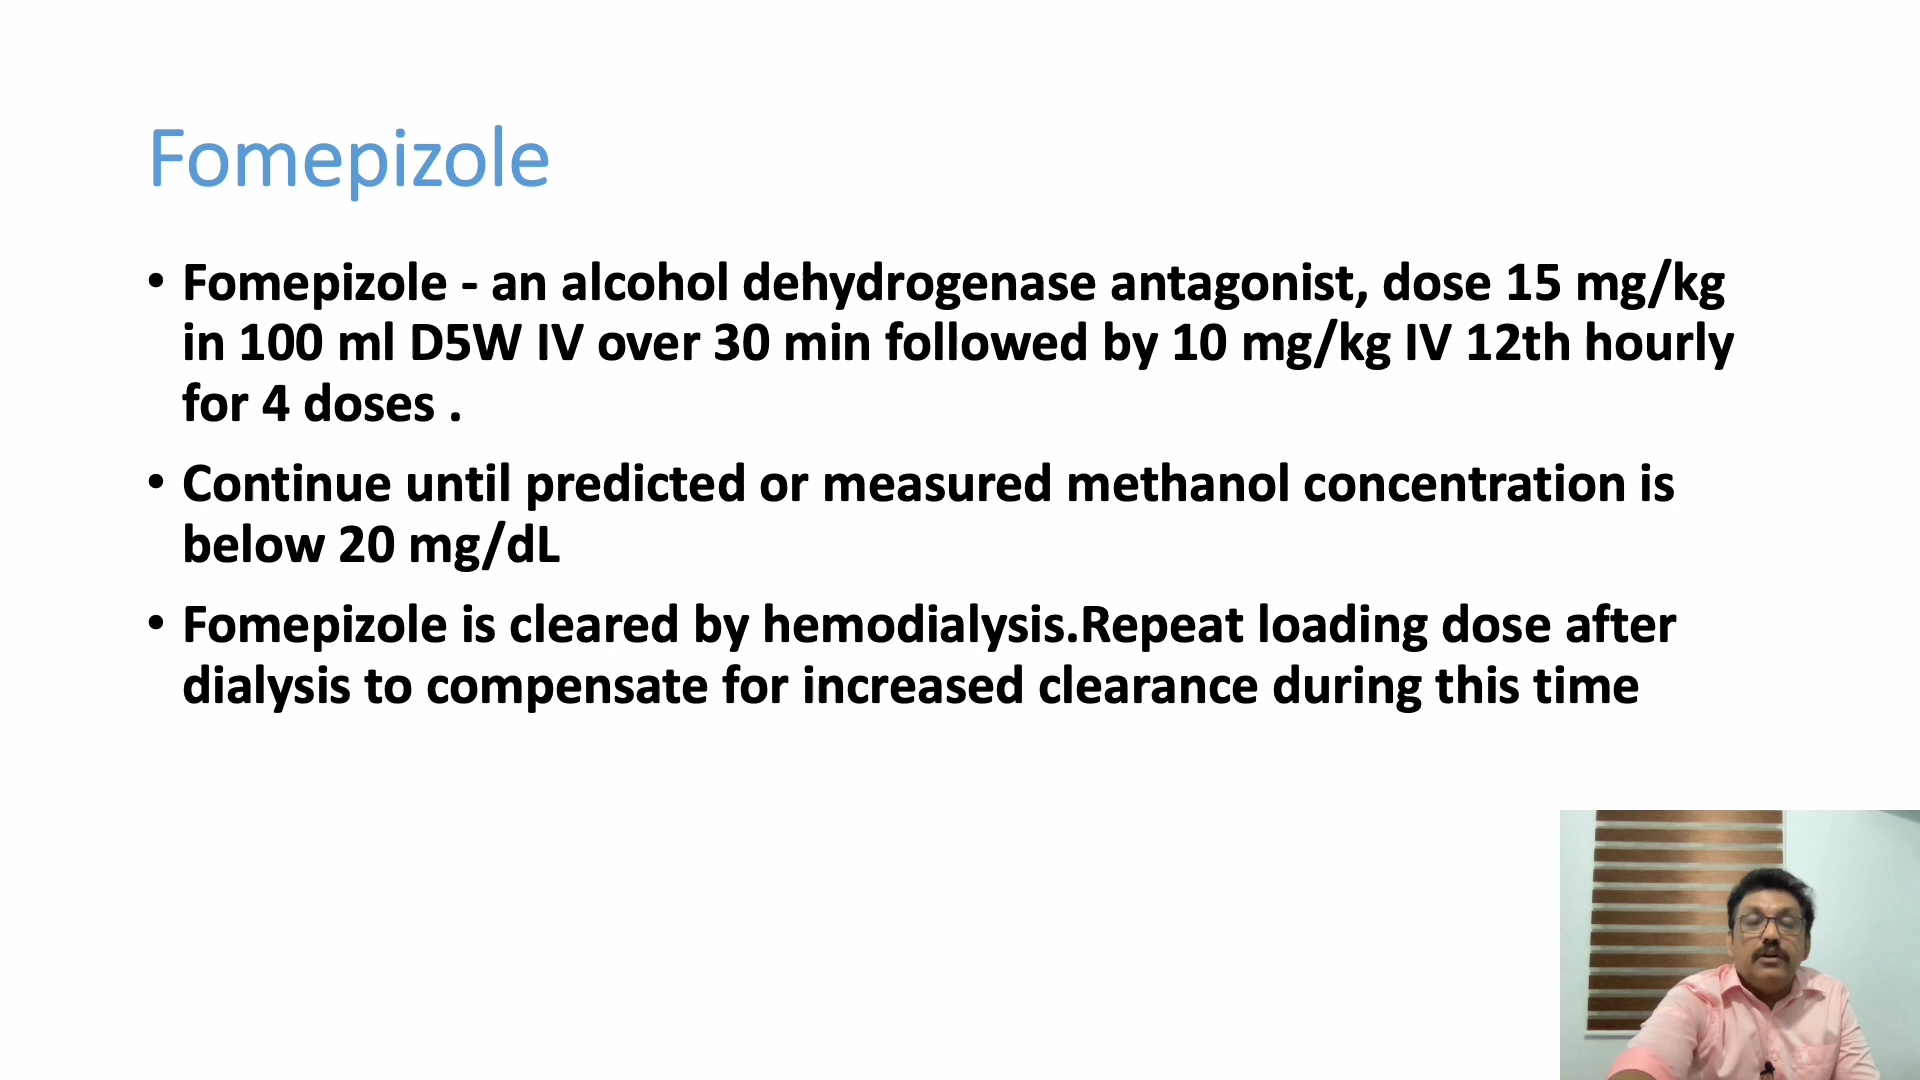 Fomepizole
• Fomepizole - an alcohol dehydrogenase antagonist, dose 15 mg/kg
in 100 ml D5W IV over 30 min followed by 10 mg/kg IV 12th hourly
for 4 doses .
• Continue until predicted or measured methanol concentration is
below 20 mg/dL
• Fomepizole is cleared by hemodialysis.Repeat loading dose after
dialysis to compensate for increased clearance during this time